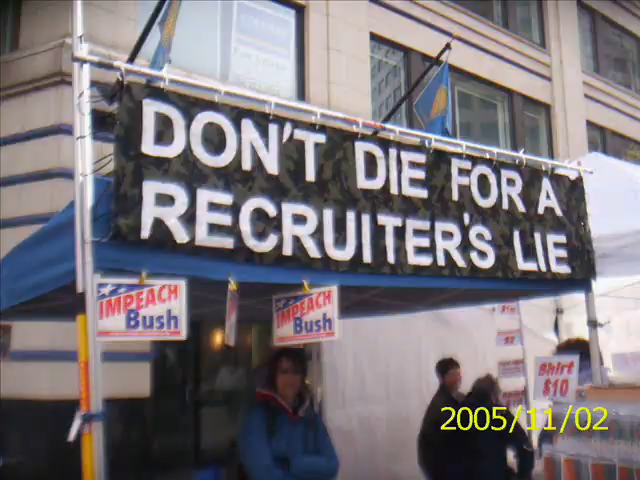 DON'T DIE FOR A
RECRUITER'S LIE
IMPEACH
Bush
IMPEACH
Bush
Shirt
$10
2005/11/02